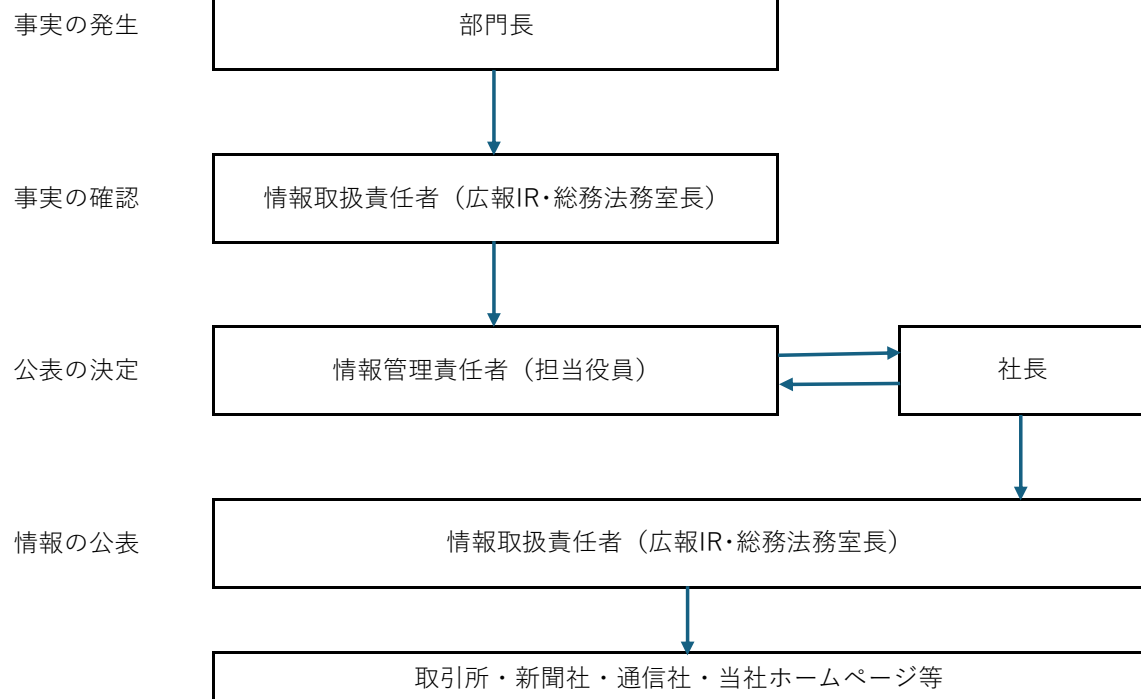 事実の発生
部門長
事実の確認
情報取扱責任者（広報IR･総務法務室長）
公表の決定
情報管理責任者（担当役員）
社長
情報の公表
情報取扱責任者（広報IR･総務法務室長）
取引所・新聞社・通信社・当社ホームページ等